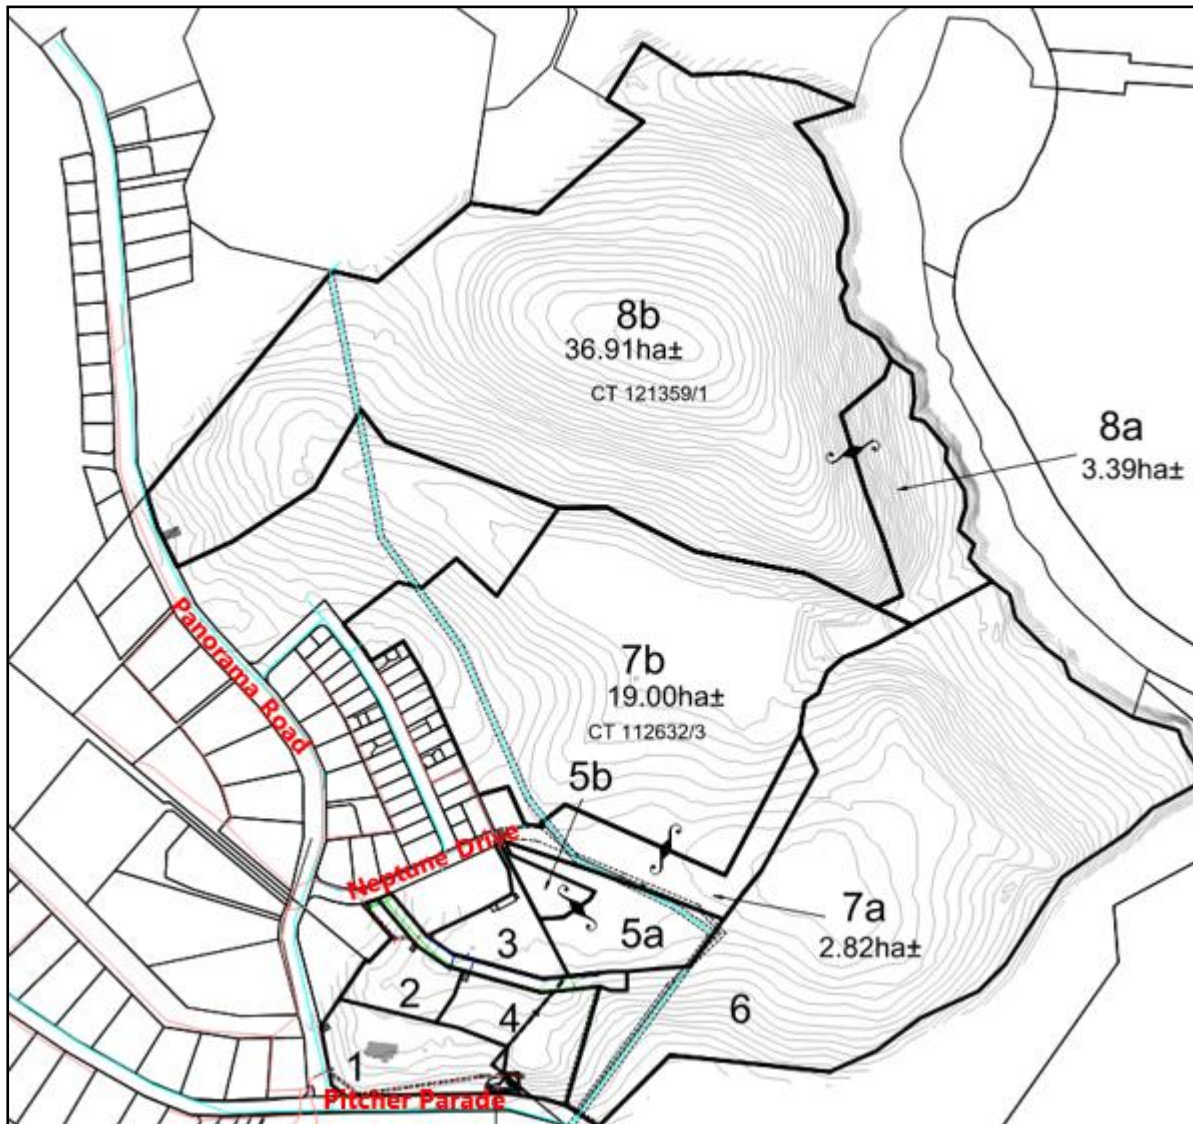 8b
36.91ha±
CT 121359/1
8a
3.39ha±
Panorama Road
7b
19.00ha±
CT 112632/3
5b
Neptune Drive
7a
2.82ha±
5a
3
6
2
4
1
Pitcher Parade